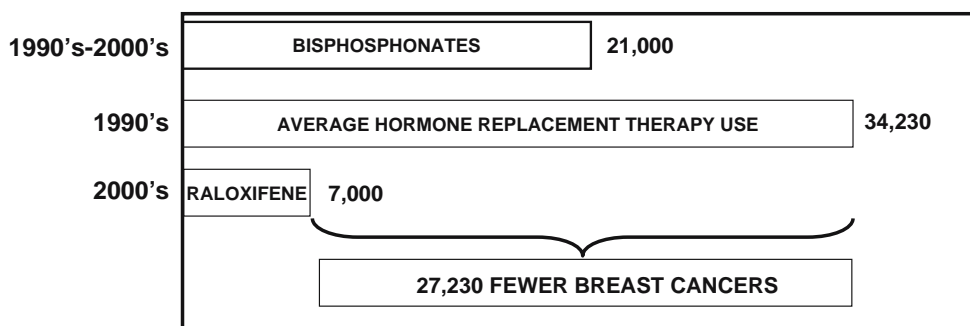 1990's-2000's BISPHOSPHONATES 21,000
1990's AVERAGE HORMONE REPLACEMENT THERAPY USE 34,230
2000's RALOXIFENE 7,000
27,230 FEWER BREAST CANCERS